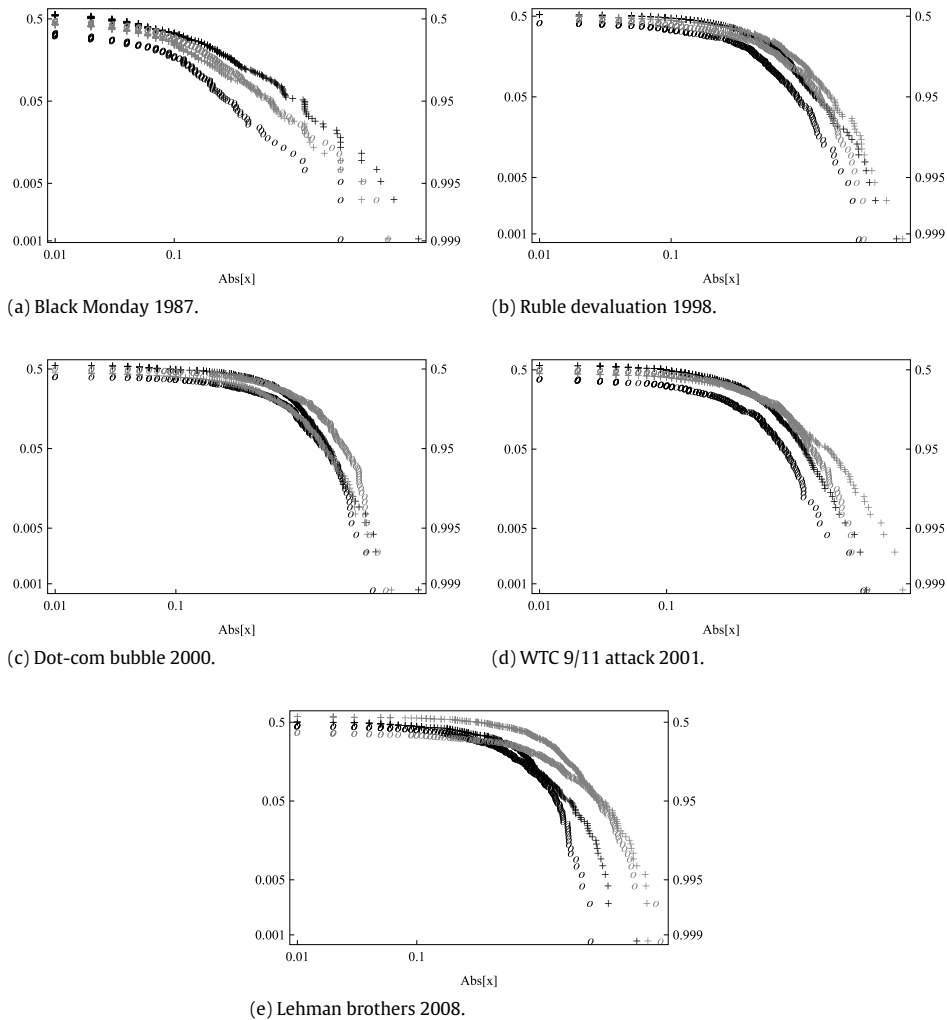 0.5 0.5
0.05 0.95
0.005 0.995
0.001 0.999
0.01 0.1
Abs[x]
(a) Black Monday 1987.
0.5 0.5
0.05 0.95
0.005 0.995
0.001 0.999
0.01 0.1
Abs[x]
(b) Ruble devaluation 1998.
0.5 0.5
0.05 0.95
0.005 0.995
0.001 0.999
0.01 0.1
Abs[x]
(c) Dot-com bubble 2000.
0.5 0.5
0.05 0.95
0.005 0.995
0.001 0.999
0.01 0.1
Abs[x]
(d) WTC 9/11 attack 2001.
0.5 0.5
0.05 0.95
0.005 0.995
0.001 0.999
0.01 0.1
Abs[x]
(e) Lehman brothers 2008.